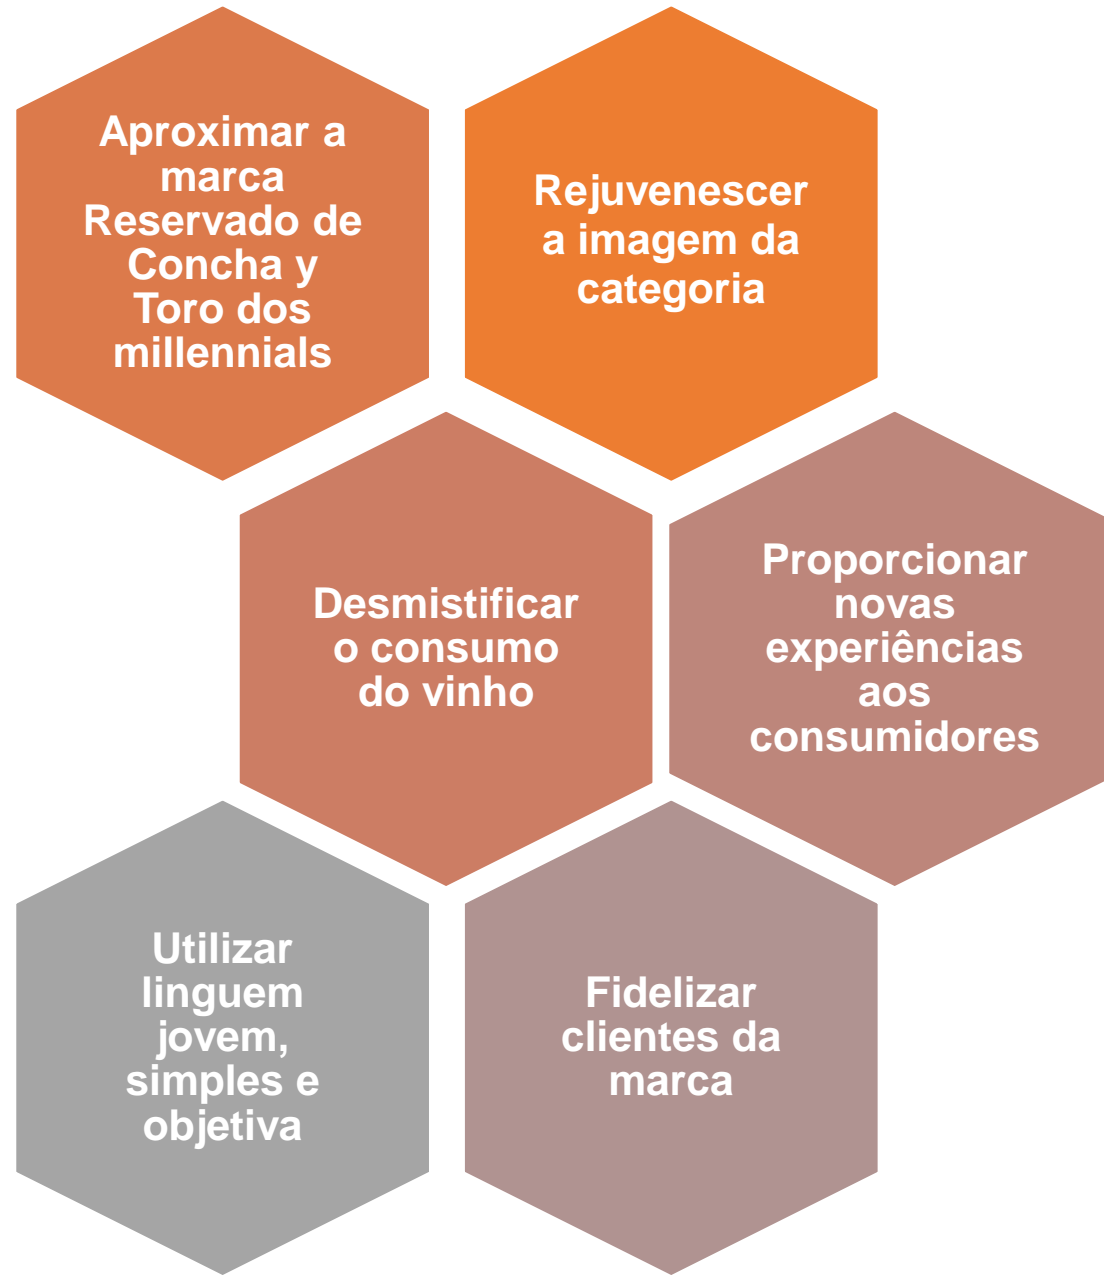 Aproximar a
marca
Reservado de
Concha y
Toro dos
millennials
Rejuvenescer
a imagem da
categoria
Desmistificar
o consumo
do vinho
Proporcionar
novas
experiências
aos
consumidores
Utilizar
linguem
jovem,
simples e
objetiva
Fidelizar
clientes da
marca